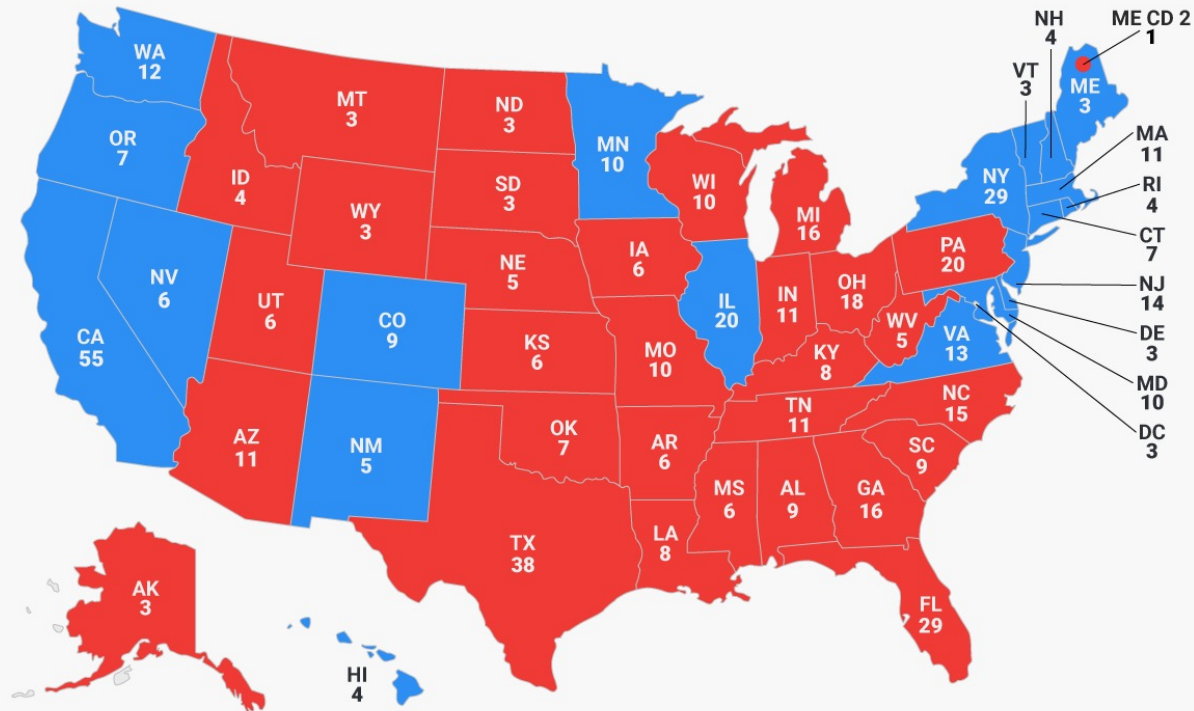 NH
4
ME CD 2
1
WA
12
VT
3
ME
3
MT
3
ND
3
OR
7
MN
10
MA
11
ID
4
SD
3
WI
10
NY
29
RI
4
WY
3
MI
16
CT
7
IA
6
PA
20
NE
5
NV
6
UT
6
CO
9
IL
20
IN
11
OH
18
NJ
14
CA
55
KS
6
MO
10
WV
5
VA
13
DE
3
KY
8
MD
10
NC
15
TN
11
DC
3
AZ
11
NM
5
OK
7
AR
6
SC
9
MS
6
AL
9
GA
16
TX
38
LA
8
AK
3
FL
29
HI
4